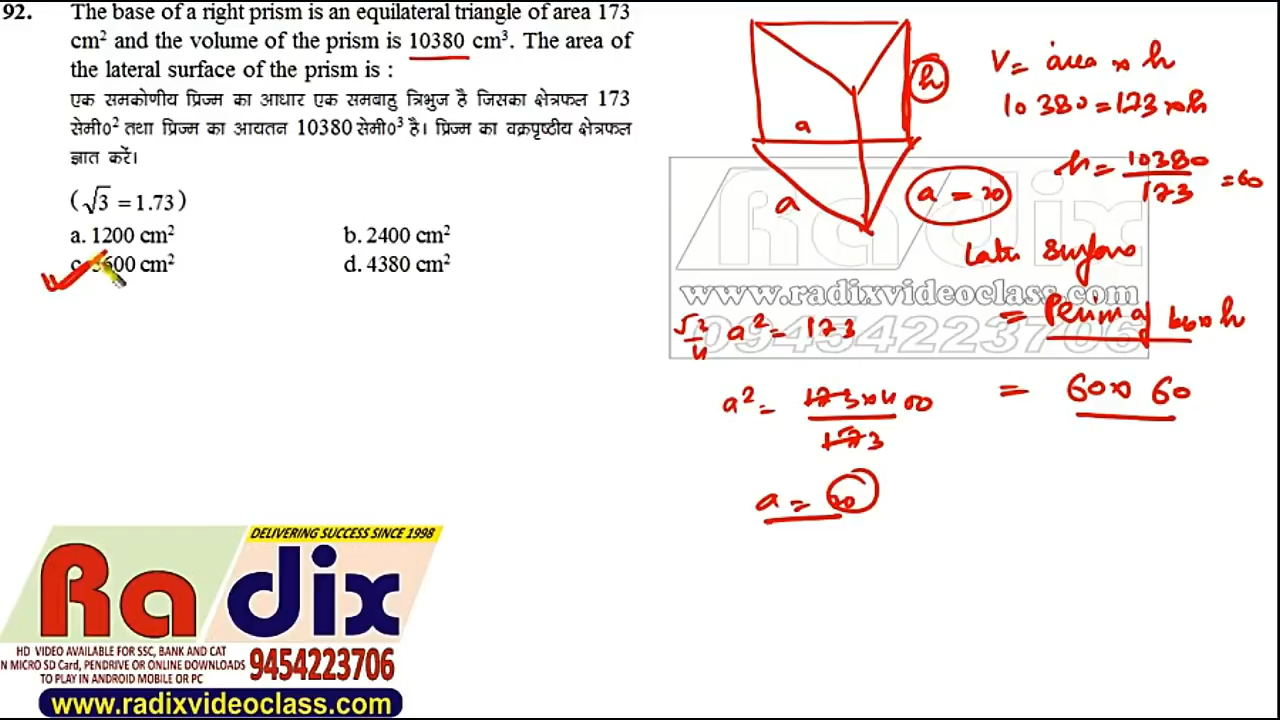 92. The base of a right prism is an equilateral triangle of area 173
cm² and the volume of the prism is 10380 cm³. The area of
the lateral surface of the prism is :
एक समकोणीय प्रिज्म का आधार एक समबाहु त्रिभुज है जिसका क्षेत्रफल 173
सेमी०² तथा प्रिज्म का आयतन 10380 सेमी०³ है। प्रिज्म का वक्रपृष्ठीय क्षेत्रफल
ज्ञात करें।
(√3 = 1.73)
a. 1200 cm² b. 2400 cm²
c. 3600 cm² d. 4380 cm²
h
a
a
a = 20
V = area × h
10380 = 173 × h
h = 10380/173 = 60
Radix
www.radixvideoclass.com
09454223706
Surface
= Perim of × h
= 60 × 60
√3/4 a² = 173
a² = 173×400/173
a = 20
DELIVERING SUCCESS SINCE 1998
Radix
HD VIDEO AVAILABLE FOR SSC, BANK AND CAT
N MICRO SD Card, PENDRIVE OR ONLINE DOWNLOADS
TO PLAY IN ANDROID MOBILE OR PC
9454223706
www.radixvideoclass.com